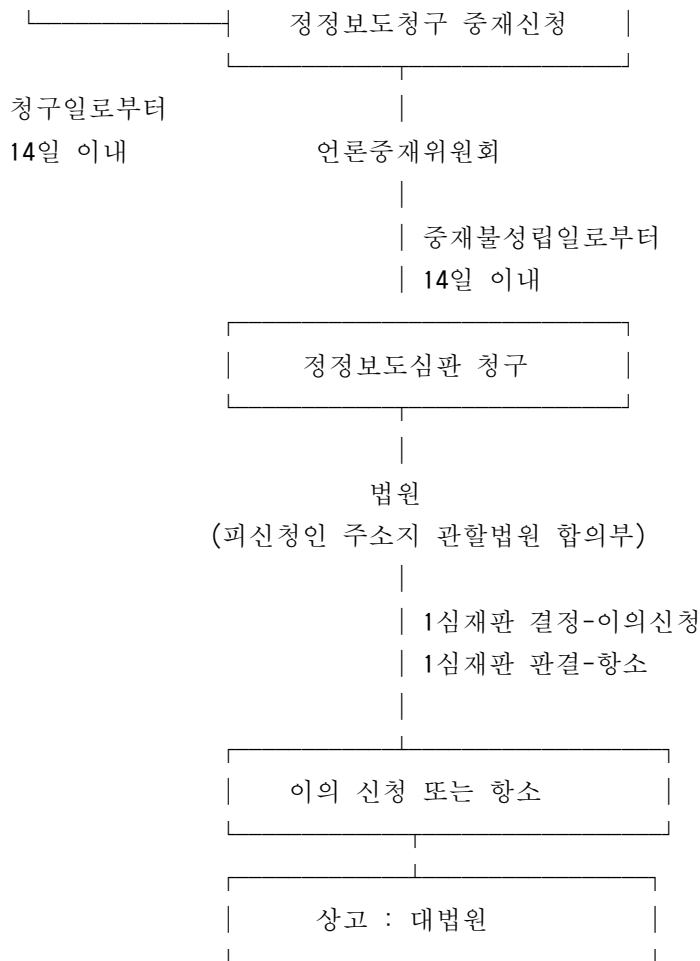 정정보도청구 중재신청
청구일로부터
14일 이내
언론중재위원회
중재불성립일로부터
14일 이내
정정보도심판 청구
법원
(피신청인 주소지 관할법원 합의부)
1심재판 결정-이의신청
1심재판 판결-항소
이의 신청 또는 항소
상고 : 대법원